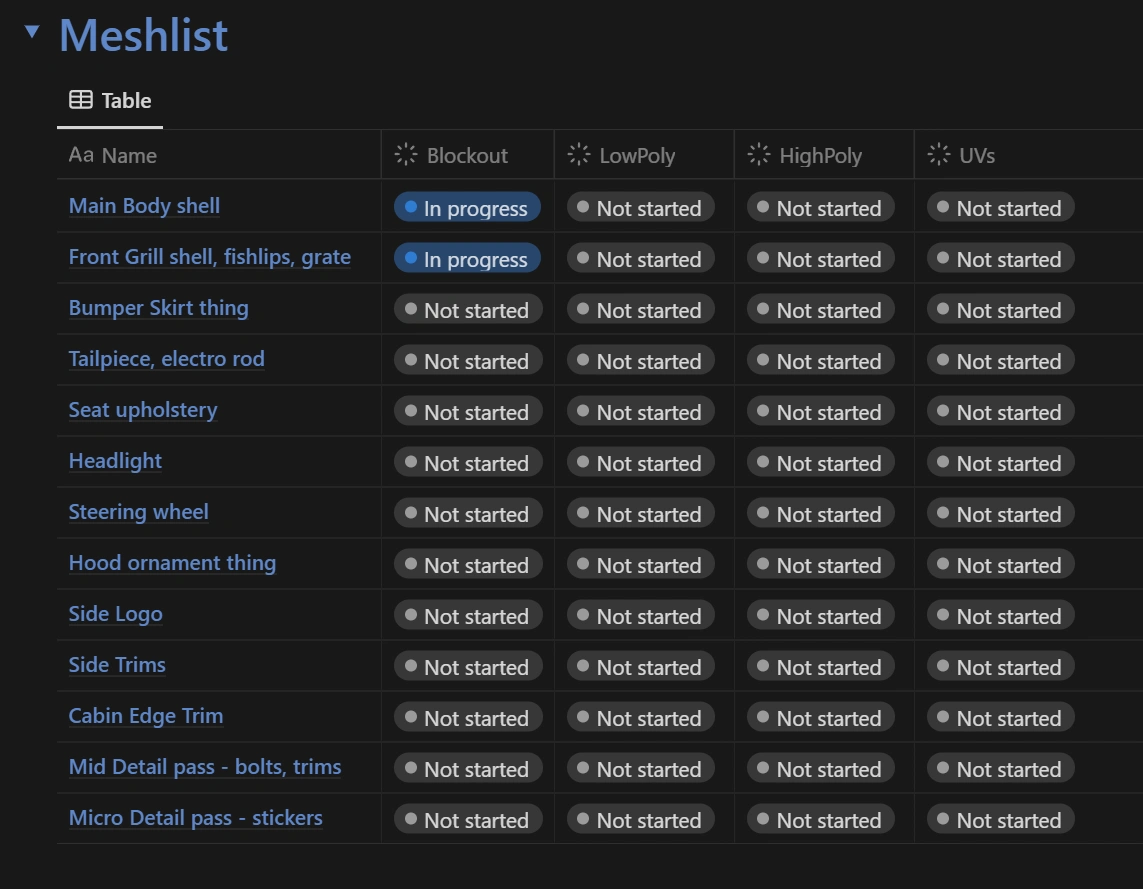 Meshlist
Table
Aa Name Blockout LowPoly HighPoly UVs
Main Body shell In progress Not started Not started Not started
Front Grill shell, fishlips, grate In progress Not started Not started Not started
Bumper Skirt thing Not started Not started Not started Not started
Tailpiece, electro rod Not started Not started Not started Not started
Seat upholstery Not started Not started Not started Not started
Headlight Not started Not started Not started Not started
Steering wheel Not started Not started Not started Not started
Hood ornament thing Not started Not started Not started Not started
Side Logo Not started Not started Not started Not started
Side Trims Not started Not started Not started Not started
Cabin Edge Trim Not started Not started Not started Not started
Mid Detail pass - bolts, trims Not started Not started Not started Not started
Micro Detail pass - stickers Not started Not started Not started Not started